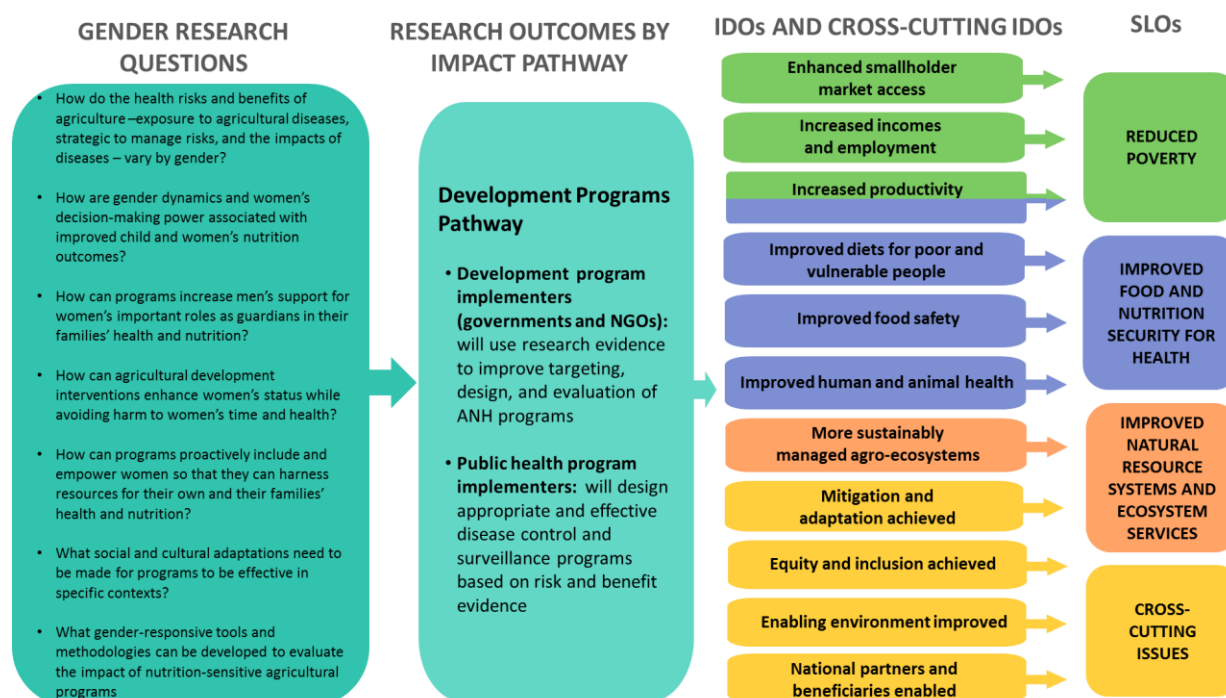 GENDER RESEARCH
QUESTIONS
• How do the health risks and benefits of
agriculture –exposure to agricultural diseases,
strategic to manage risks, and the impacts of
diseases – vary by gender?
• How are gender dynamics and women's
decision-making power associated with
improved child and women's nutrition
outcomes?
• How can programs increase men's support for
women's important roles as guardians in their
families' health and nutrition?
• How can agricultural development
interventions enhance women's status while
avoiding harm to women's time and health?
• How can programs proactively include and
empower women so that they can harness
resources for their own and their families'
health and nutrition?
• What social and cultural adaptations need to
be made for programs to be effective in
specific contexts?
• What gender-responsive tools and
methodologies can be developed to evaluate
the impact of nutrition-sensitive agricultural
programs
RESEARCH OUTCOMES BY
IMPACT PATHWAY
Development Programs
Pathway
• Development program
implementers
(governments and NGOs):
will use research evidence
to improve targeting,
design, and evaluation of
ANH programs
• Public health program
implementers: will design
appropriate and effective
disease control and
surveillance programs
based on risk and benefit
evidence
IDOs AND CROSS-CUTTING IDOs
Enhanced smallholder
market access
Increased incomes
and employment
Increased productivity
Improved diets for poor and
vulnerable people
Improved food safety
Improved human and animal health
More sustainably
managed agro-ecosystems
Mitigation and
adaptation achieved
Equity and inclusion achieved
Enabling environment improved
National partners and
beneficiaries enabled
SLOs
REDUCED
POVERTY
IMPROVED
FOOD AND
NUTRITION
SECURITY FOR
HEALTH
IMPROVED
NATURAL
RESOURCE
SYSTEMS AND
ECOSYSTEM
SERVICES
CROSS-
CUTTING
ISSUES